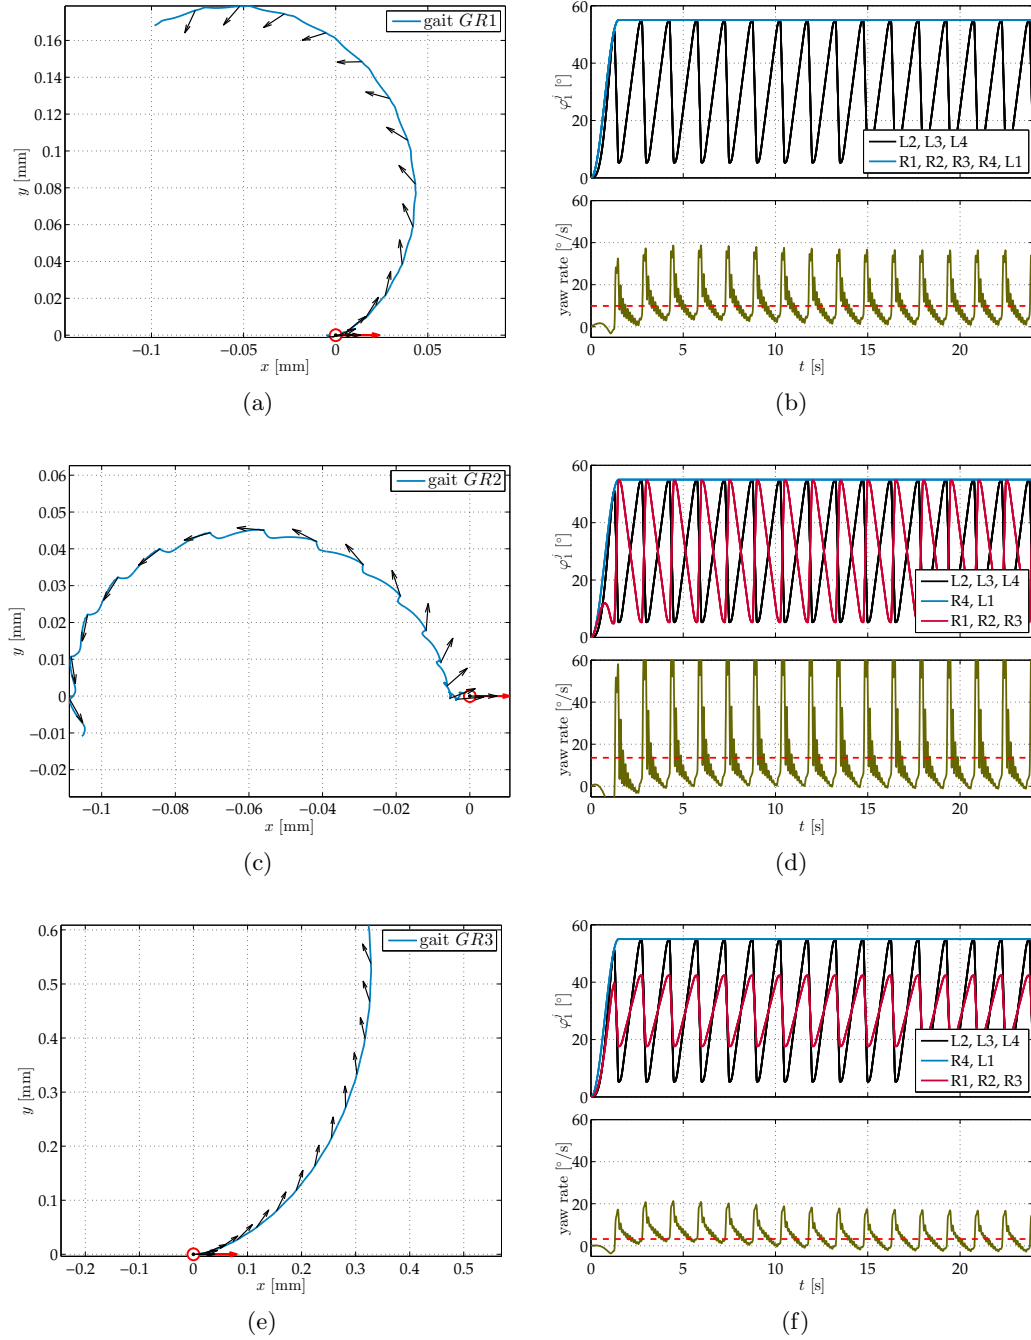 gait GR1
0.16
0.14
0.12
0.1
0.08
0.06
0.04
0.02
0
y [mm]
−0.1
−0.05
0
0.05
x [mm]
(a)
60
40
20
0
φ₁ʲ [°]
L2, L3, L4
R1, R2, R3, R4, L1
60
40
20
0
yaw rate [°/s]
0
5
10
15
20
t [s]
(b)
gait GR2
0.06
0.05
0.04
0.03
0.02
0.01
0
−0.01
−0.02
y [mm]
−0.1
−0.08
−0.06
−0.04
−0.02
0
x [mm]
(c)
60
40
20
0
φ₁ʲ [°]
L2, L3, L4
R4, L1
R1, R2, R3
60
40
20
0
yaw rate [°/s]
0
5
10
15
20
t [s]
(d)
gait GR3
0.6
0.5
0.4
0.3
0.2
0.1
0
y [mm]
−0.2
−0.1
0
0.1
0.2
0.3
0.4
0.5
x [mm]
(e)
60
40
20
0
φ₁ʲ [°]
L2, L3, L4
R4, L1
R1, R2, R3
60
40
20
0
yaw rate [°/s]
0
5
10
15
20
t [s]
(f)